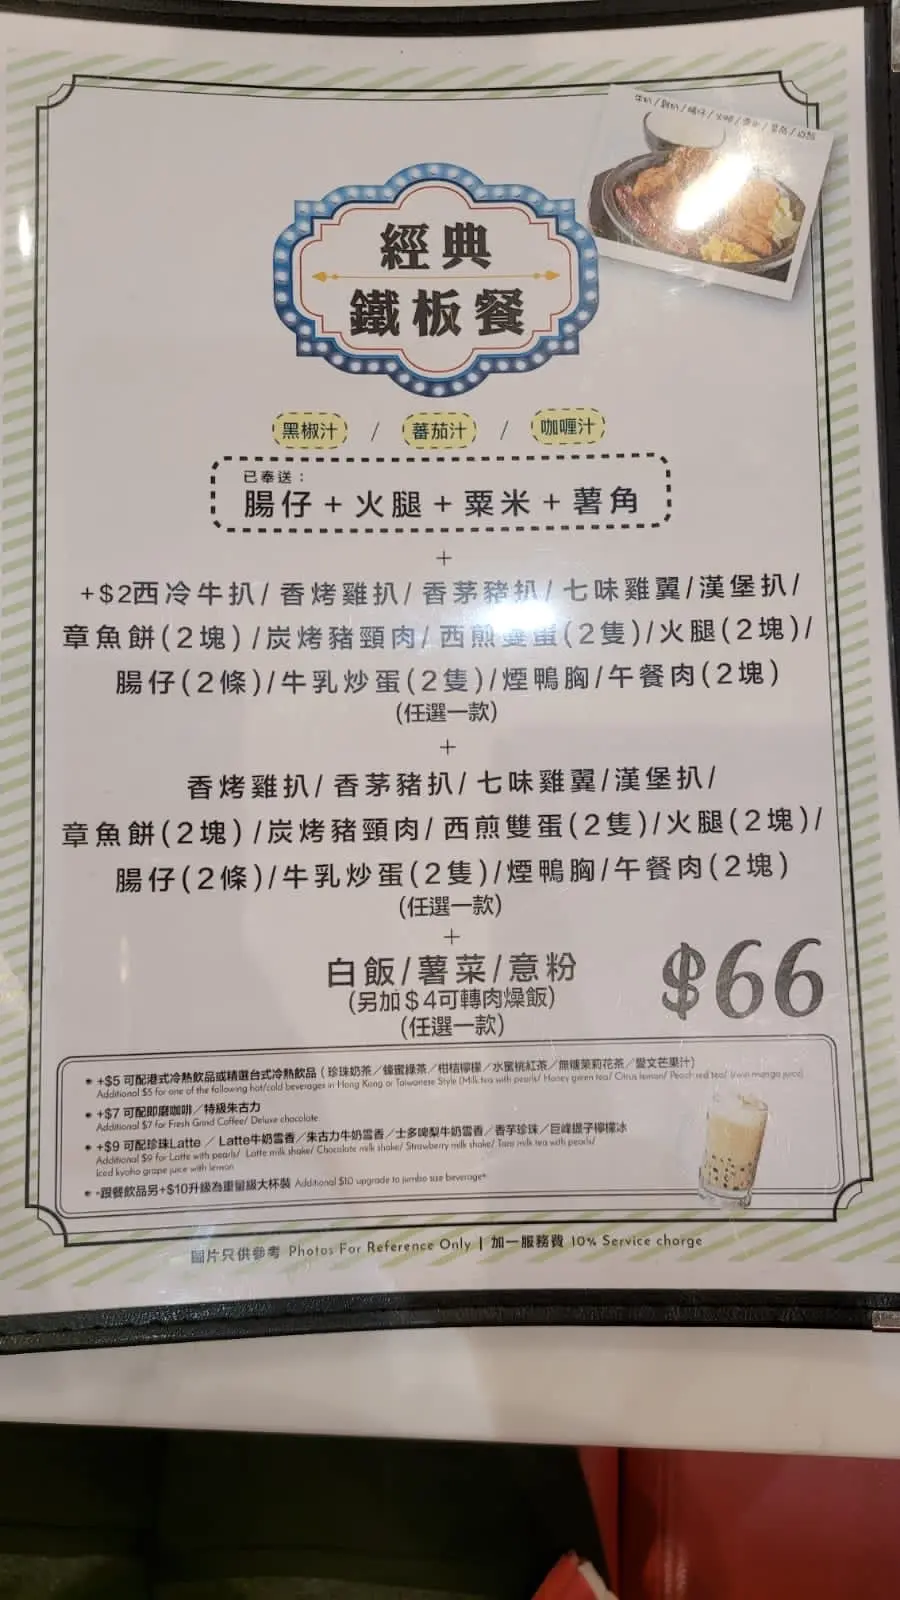 牛扒/雞扒/腸仔/火腿/粟米/薯角/白飯
經典
鐵板餐
黑椒汁 / 蕃茄汁 / 咖喱汁
已奉送：
腸仔+火腿+粟米+薯角
+
+$2西冷牛扒/香烤雞扒/香茅豬扒/七味雞翼/漢堡扒/
章魚餅(2塊)/炭烤豬頸肉/西煎雙蛋(2隻)/火腿(2塊)/
腸仔(2條)/牛乳炒蛋(2隻)/煙鴨胸/午餐肉(2塊)
(任選一款)
+
香烤雞扒/香茅豬扒/七味雞翼/漢堡扒/
章魚餅(2塊)/炭烤豬頸肉/西煎雙蛋(2隻)/火腿(2塊)/
腸仔(2條)/牛乳炒蛋(2隻)/煙鴨胸/午餐肉(2塊)
(任選一款)
+
白飯/薯菜/意粉
(另加$4可轉肉燥飯)
(任選一款)
$66
+$5 可配港式冷熱飲品或精選台式冷熱飲品 (珍珠奶茶/蜂蜜綠茶/柑桔檸檬/水蜜桃紅茶/無糖茉莉花茶/愛文芒果汁)
Additional $5 for one of the following hot/cold beverages in Hong Kong or Taiwanese Style (Milk tea with pearls/ Honey green tea/ Citrus lemon/ Peach red tea/ Irwin mango juice)
+$7 可配即磨咖啡/特級朱古力
Additional $7 for Fresh Grind Coffee/ Deluxe chocolate
+$9 可配珍珠Latte / Latte牛奶雪香/朱古力牛奶雪香/士多啤梨牛奶雪香/香芋珍珠/巨峰提子檸檬冰
Additional $9 for Latte with pearls/ Latte milk shake/ Chocolate milk shake/ Strawberry milk shake/ Taro milk tea with pearls/
Iced kyoho grape juice with lemon
*跟餐飲品另+$10升級為重量級大杯裝 Additional $10 upgrade to jumbo size beverage*
圖片只供參考 Photos For Reference Only | 加一服務費 10% Service charge